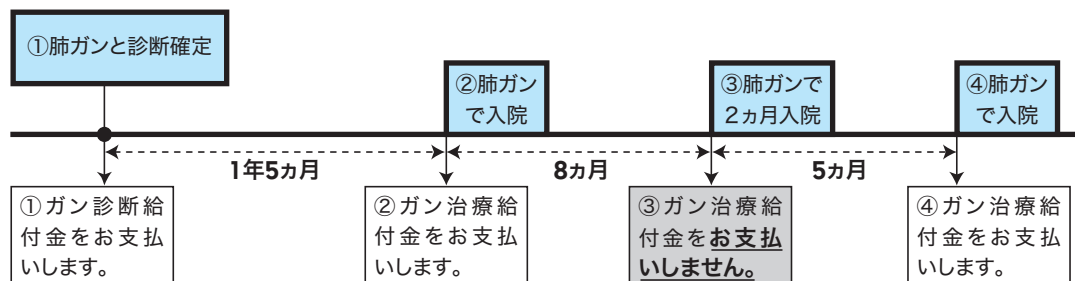 ①肺ガンと診断確定
②肺ガン
で入院
③肺ガンで
2ヵ月入院
④肺ガン
で入院
1年5ヵ月
8ヵ月
5ヵ月
①ガン診断給
付金をお支払
いします。
②ガン治療給
付金をお支払
いします。
③ガン治療給
付金をお支払
いしません。
④ガン治療給
付金をお支払
いします。